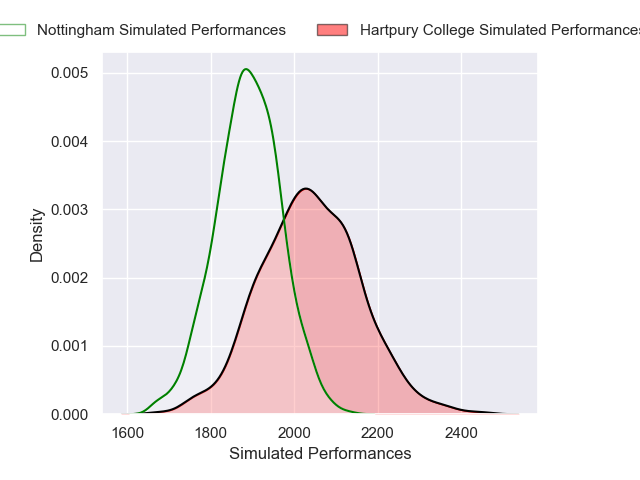 Nottingham Simulated Performances
Hartpury College Simulated Performances
0.005
0.004
0.003
0.002
0.001
0.000
Density
1600 1800 2000 2200 2400
Simulated Performances